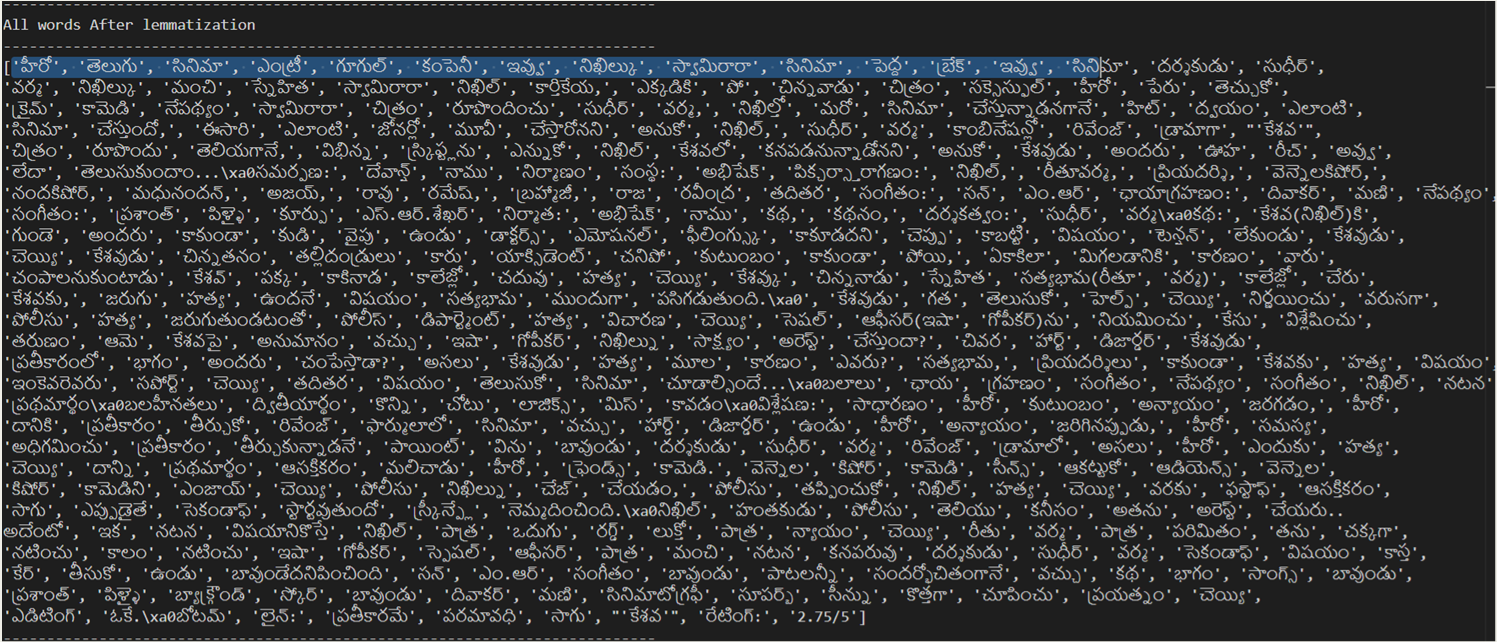 --------------------------------------------------------------------------------
All words After lemmatization
--------------------------------------------------------------------------------
['హీరో', 'తెలుగు', 'సినిమా', 'ఎంట్రీ', 'గూగుల్', 'కంపెనీ', 'ఇవ్వు', 'నిఖిల్కు', 'స్వామిరారా', 'సినిమా', 'పెద్ద', 'బ్రేక్', 'ఇవ్వు', 'సినిమా', 'దర్శకుడు', 'సుధీర్',
'వర్మ', 'నిఖిల్కు', 'మంచి', 'స్నేహిత', 'స్వామిరారా', 'నిఖిల్', 'కార్తికేయ,', 'ఎక్కడికి', 'పో', 'చిన్నవాడు', 'చిత్రం', 'సక్సెస్ఫుల్', 'హీరో', 'పేరు', 'తెచ్చుకో',
'క్రైమ్', 'కామెడీ', 'నేపథ్యం', 'స్వామిరారా', 'చిత్రం', 'రూపొందించు', 'సుధీర్', 'వర్మ,', 'నిఖిల్తో', 'మరో', 'సినిమా', 'చేస్తున్నాడనగానే', 'హిట్', 'ద్వయం', 'ఎలాంటి',
'సినిమా', 'చేస్తుందో,', 'ఈసారి', 'ఎలాంటి', 'జోనర్లో', 'మూవీ', 'చేస్తారోనని', 'అనుకో', 'నిఖిల్,', 'సుధీర్', 'వర్మ', 'కాంబినేషన్లో', 'రివేంజ్', 'డ్రామాగా', "'కేశవ'",
'చిత్రం', 'రూపొందు', 'తెలియగానే,', 'విభిన్న', 'స్క్రిప్ట్లను', 'ఎన్నుకో', 'నిఖిల్', 'కేశవలో', 'కనపడనున్నాడోనని', 'అనుకో', 'కేశవుడు', 'అందరు', 'ఊహ', 'రీచ్', 'అవ్వు',
'లేదా', 'తెలుసుకుందాం...\xa0సమర్పణ:', 'దేవాన్ష్', 'నాము', 'నిర్మాణం', 'సంస్థ:', 'అభిషేక్', 'పిక్చర్స్నారాగణం:', 'నిఖిల్,', 'రీతూవర్మ,', 'ప్రియదర్శి,', 'వెన్నెలకిషోర్,',
'నందకిషోర్,', 'మధునందన్,', 'అజయ్,', 'రావు', 'రమేష్,', 'బ్రహ్మాజీ,', 'రాజ', 'రవీంద్ర', 'తదితర', 'సంగీతం:', 'సన్', 'ఎం.ఆర్', 'ఛాయాగ్రహణం:', 'దివాకర్', 'మణి', 'నేపథ్యం',
'సంగీతం:', 'ప్రశాంత్', 'పిళ్ళై', 'కూర్పు', 'ఎస్.ఆర్.శేఖర్', 'నిర్మాత:', 'అభిషేక్', 'నాము', 'కథ,', 'కథనం,', 'దర్శకత్వం:', 'సుధీర్', 'వర్మ\xa0కథ:', 'కేశవ(నిఖిల్)కి',
'గుండె', 'అందరు', 'కాకుండా', 'కుడి', 'వైపు', 'ఉండు', 'డాక్టర్స్', 'ఎమోషనల్', 'ఫీలింగ్స్కు', 'కాకూడదని', 'చెప్పు', 'కాబట్టి', 'విషయం', 'టెన్షన్', 'లేకుండు', 'కేశవుడు',
'చెయ్యి', 'కేశవుడు', 'చిన్నతనం', 'తల్లిదండ్రులు', 'కారు', 'యాక్సిడెంట్', 'చనిపో', 'కుటుంబం', 'కాకుండా', 'పోయి,', 'ఏకాకిలా', 'మిగలడానికి', 'కారణం', 'వారు',
'చంపాలనుకుంటాడు', 'కేశవ్', 'పక్క', 'కాకినాడ', 'కాలేజ్లో', 'చదువు', 'హత్య', 'చెయ్యి', 'కేశవ్కు', 'చిన్ననాడు', 'స్నేహిత', 'సత్యభామ(రీతూ', 'వర్మ)', 'కాలేజ్లో', 'చేరు',
'కేశవకు,', 'జరుగు', 'హత్య', 'ఉందనే', 'విషయం', 'సత్యభామ', 'ముందుగా', 'పసిగడుతుంది.\xa0', 'కేశవుడు', 'గత', 'తెలుసుకో', 'హెల్ప్', 'చెయ్యి', 'నిర్ణయించు', 'వరుసగా',
'పోలీసు', 'హత్య', 'జరుగుతుండటంతో', 'పోలీస్', 'డిపార్ట్మెంట్', 'హత్య', 'విచారణ', 'చెయ్యి', 'సెషల్', 'ఆఫీసర్(ఇషా', 'గోపీకర్)ను', 'నియమించు', 'కేసు', 'విశ్లేషించు',
'తరుణం', 'ఆమె', 'కేశవపై', 'అనుమానం', 'వచ్చు', 'ఇషా', 'గోపీకర్', 'నిఖిల్ను', 'సాక్ష్యం', 'అరెస్ట్', 'చేస్తుందా?', 'చివర', 'హార్ట్', 'డిజార్డర్', 'కేశవుడు',
'ప్రతీకారంలో', 'భాగం', 'అందరు', 'చంపేస్తాడా?', 'అసలు', 'కేశవుడు', 'హత్య', 'మూల', 'కారణం', 'ఎవరు?', 'సత్యభామ,', 'ప్రియదర్శిలు', 'కాకుండా', 'కేశవకు', 'హత్య', 'విషయం',
'ఇంకెవరెవరు', 'సపోర్ట్', 'చెయ్యి', 'తదితర', 'విషయం', 'తెలుసుకో', 'సినిమా', 'చూడాల్సిందే...\xa0బలాలు', 'ఛాయ', 'గ్రహణం', 'సంగీతం', 'నేపథ్యం', 'సంగీతం', 'నిఖిల్', 'నటన'
'ప్రథమార్థం\xa0బలహీనతలు', 'ద్వితీయార్థం', 'కొన్ని', 'చోటు', 'లాజిక్స్', 'మిస్', 'కావడం\xa0విశ్లేషణ:', 'సాధారణం', 'హీరో', 'కుటుంబం', 'అన్యాయం', 'జరగడం,', 'హీరో',
'దానికి', 'ప్రతీకారం', 'తీర్చుకో', 'రివేంజ్', 'ఫార్ములాలో', 'సినిమా', 'వచ్చు', 'హార్డ్', 'డిజార్డర్', 'ఉండు', 'హీరో', 'అన్యాయం', 'జరిగినప్పుడు,', 'హీరో', 'సమస్య',
'అధిగమించు', 'ప్రతీకారం', 'తీర్చుకున్నాడనే', 'పాయింట్', 'విను', 'బావుండు', 'దర్శకుడు', 'సుధీర్', 'వర్మ', 'రివేంజ్', 'డ్రామాలో', 'అసలు', 'హీరో', 'ఎందుకు', 'హత్య',
'చెయ్యి', 'దాన్ని', 'ప్రథమార్థం', 'ఆసక్తికరం', 'మలిచాడు', 'హీరో,', 'ఫ్రెండ్స్', 'కామెడి.', 'వెన్నెల', 'కిషోర్', 'కామెడి', 'సీన్స్', 'ఆకట్టుకో', 'ఆడియెన్స్', 'వెన్నెల',
'కిషోర్', 'కామెడిని', 'ఎంజాయ్', 'చెయ్యి', 'పోలీసు', 'నిఖిల్ను', 'చేజ్', 'చేయడం,', 'పోలీసు', 'తప్పించుకో', 'నిఖిల్', 'హత్య', 'చెయ్యి', 'వరకు', 'ఫస్టాఫ్', 'ఆసక్తికరం',
'సాగు', 'ఎప్పుడైతే', 'సెకండాఫ్', 'స్టార్టవుతుందో', 'స్క్రీన్ప్లే', 'నెమ్మదించింది.\xa0నిఖిల్', 'హంతకుడు', 'పోలీసు', 'తెలియు', 'కనీసం', 'అతను', 'అరెస్ట్', 'చేయరు..
అదేంటో', 'ఇక', 'నటన', 'విషయానికొస్తే', 'నిఖిల్', 'పాత్ర', 'ఒదుగు', 'రగ్డ్', 'లుక్తో', 'పాత్ర', 'న్యాయం', 'చెయ్యి', 'రీతు', 'వర్మ', 'పాత్ర', 'పరిమితం', 'తను', 'చక్కగా',
'నటించు', 'కాలం', 'నటించు', 'ఇషా', 'గోపీకర్', 'స్పెషల్', 'ఆఫీసర్', 'పాత్ర', 'మంచి', 'నటన', 'కనపరువు', 'దర్శకుడు', 'సుధీర్', 'వర్మ', 'సెకండాఫ్', 'విషయం', 'కాస్త',
'కేర్', 'తీసుకో', 'ఉండు', 'బావుండేదనిపించింది', 'సన్', 'ఎం.ఆర్', 'సంగీతం', 'బావుండు', 'పాటలన్నీ', 'సందర్భోచితంగానే', 'వచ్చు', 'కథ', 'భాగం', 'సాంగ్స్', 'బావుండు',
'ప్రశాంత్', 'పిళ్ళై', 'బ్యాక్గ్రౌండ్', 'స్కోర్', 'బావుండు', 'దివాకర్', 'మణి', 'సినిమాటోగ్రఫీ', 'సూపర్బ్', 'సీన్ను', 'కొత్తగా', 'చూపించు', 'ప్రయత్నం', 'చెయ్యి',
'ఎడిటింగ్', 'ఓకే.\xa0బోటమ్', 'లైన్:', 'ప్రతీకారమే', 'పరమావధి', 'సాగు', "'కేశవ'", 'రేటింగ్:', '2.75/5']
--------------------------------------------------------------------------------